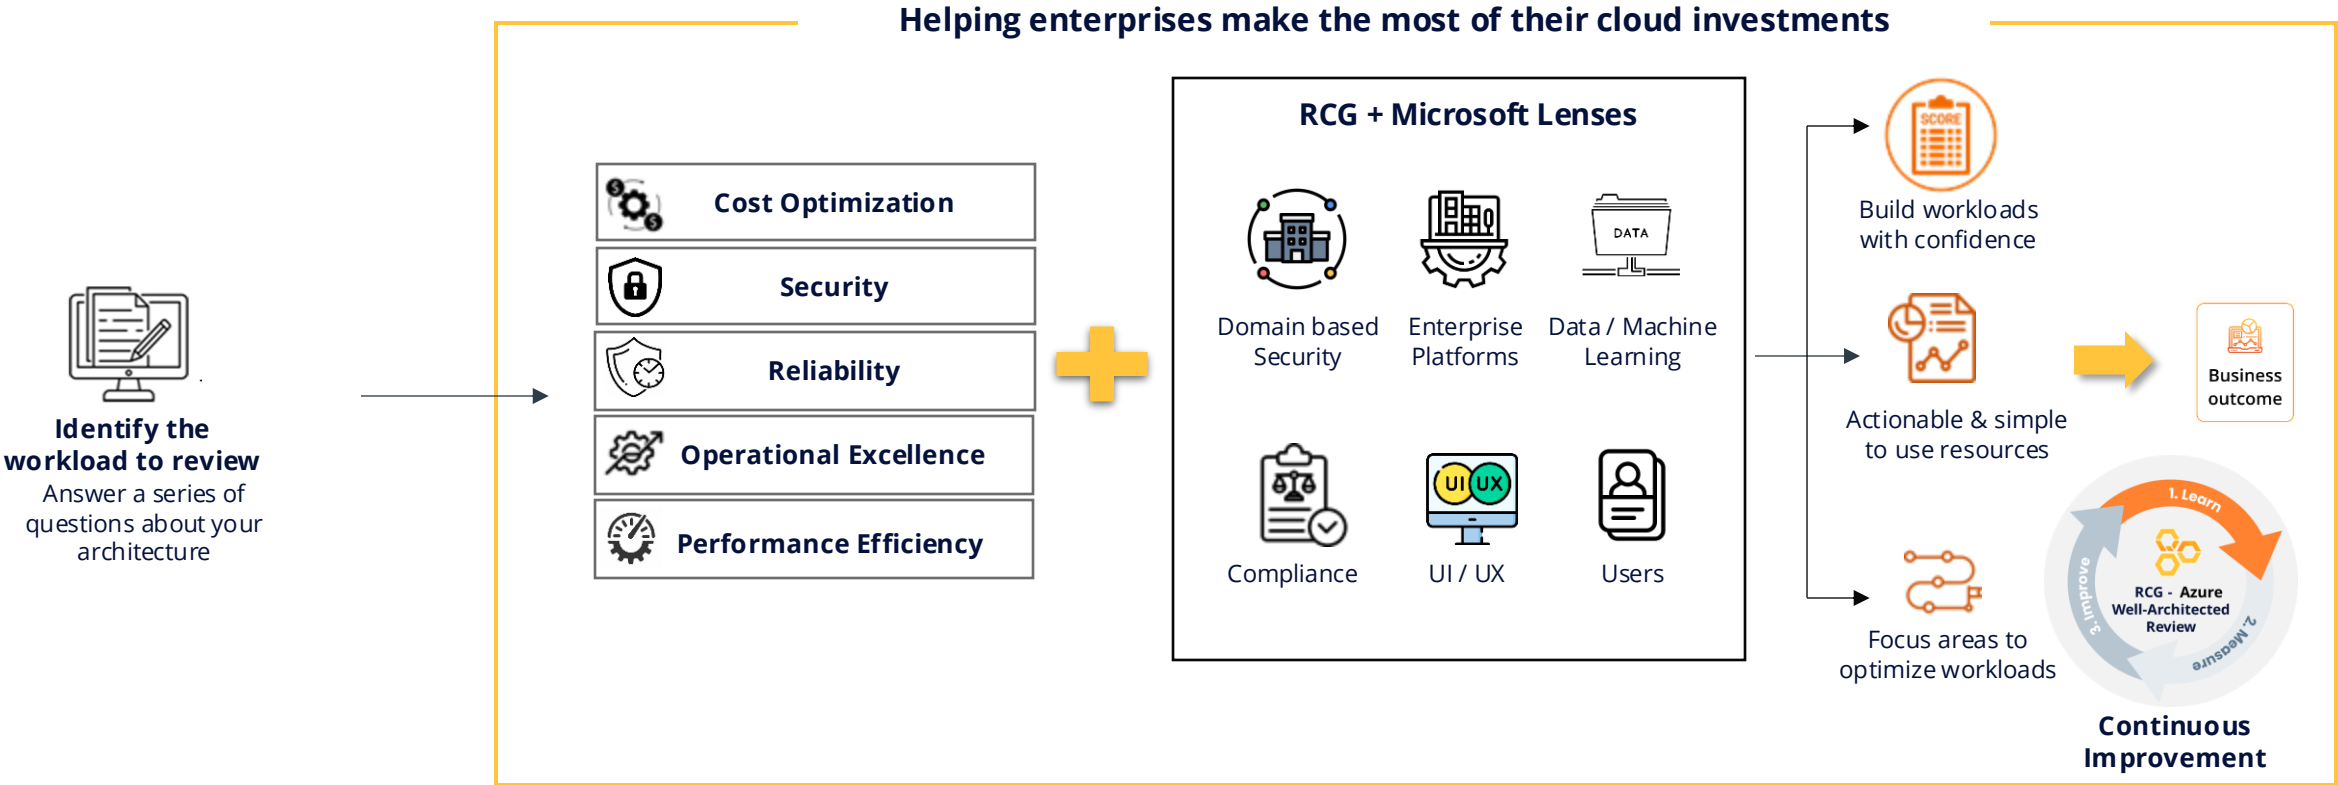 Helping enterprises make the most of their cloud investments
Identify the
workload to review
Answer a series of
questions about your
architecture
Cost Optimization
Security
Reliability
Operational Excellence
Performance Efficiency
RCG + Microsoft Lenses
DATA
Domain based
Security
Enterprise
Platforms
Data / Machine
Learning
UI UX
Compliance
UI / UX
Users
SCORE
Build workloads
with confidence
Actionable & simple
to use resources
Focus areas to
optimize workloads
Business
outcome
1. Learn
2. Measure
3. Improve
RCG - Azure
Well-Architected
Review
Continuous
Improvement